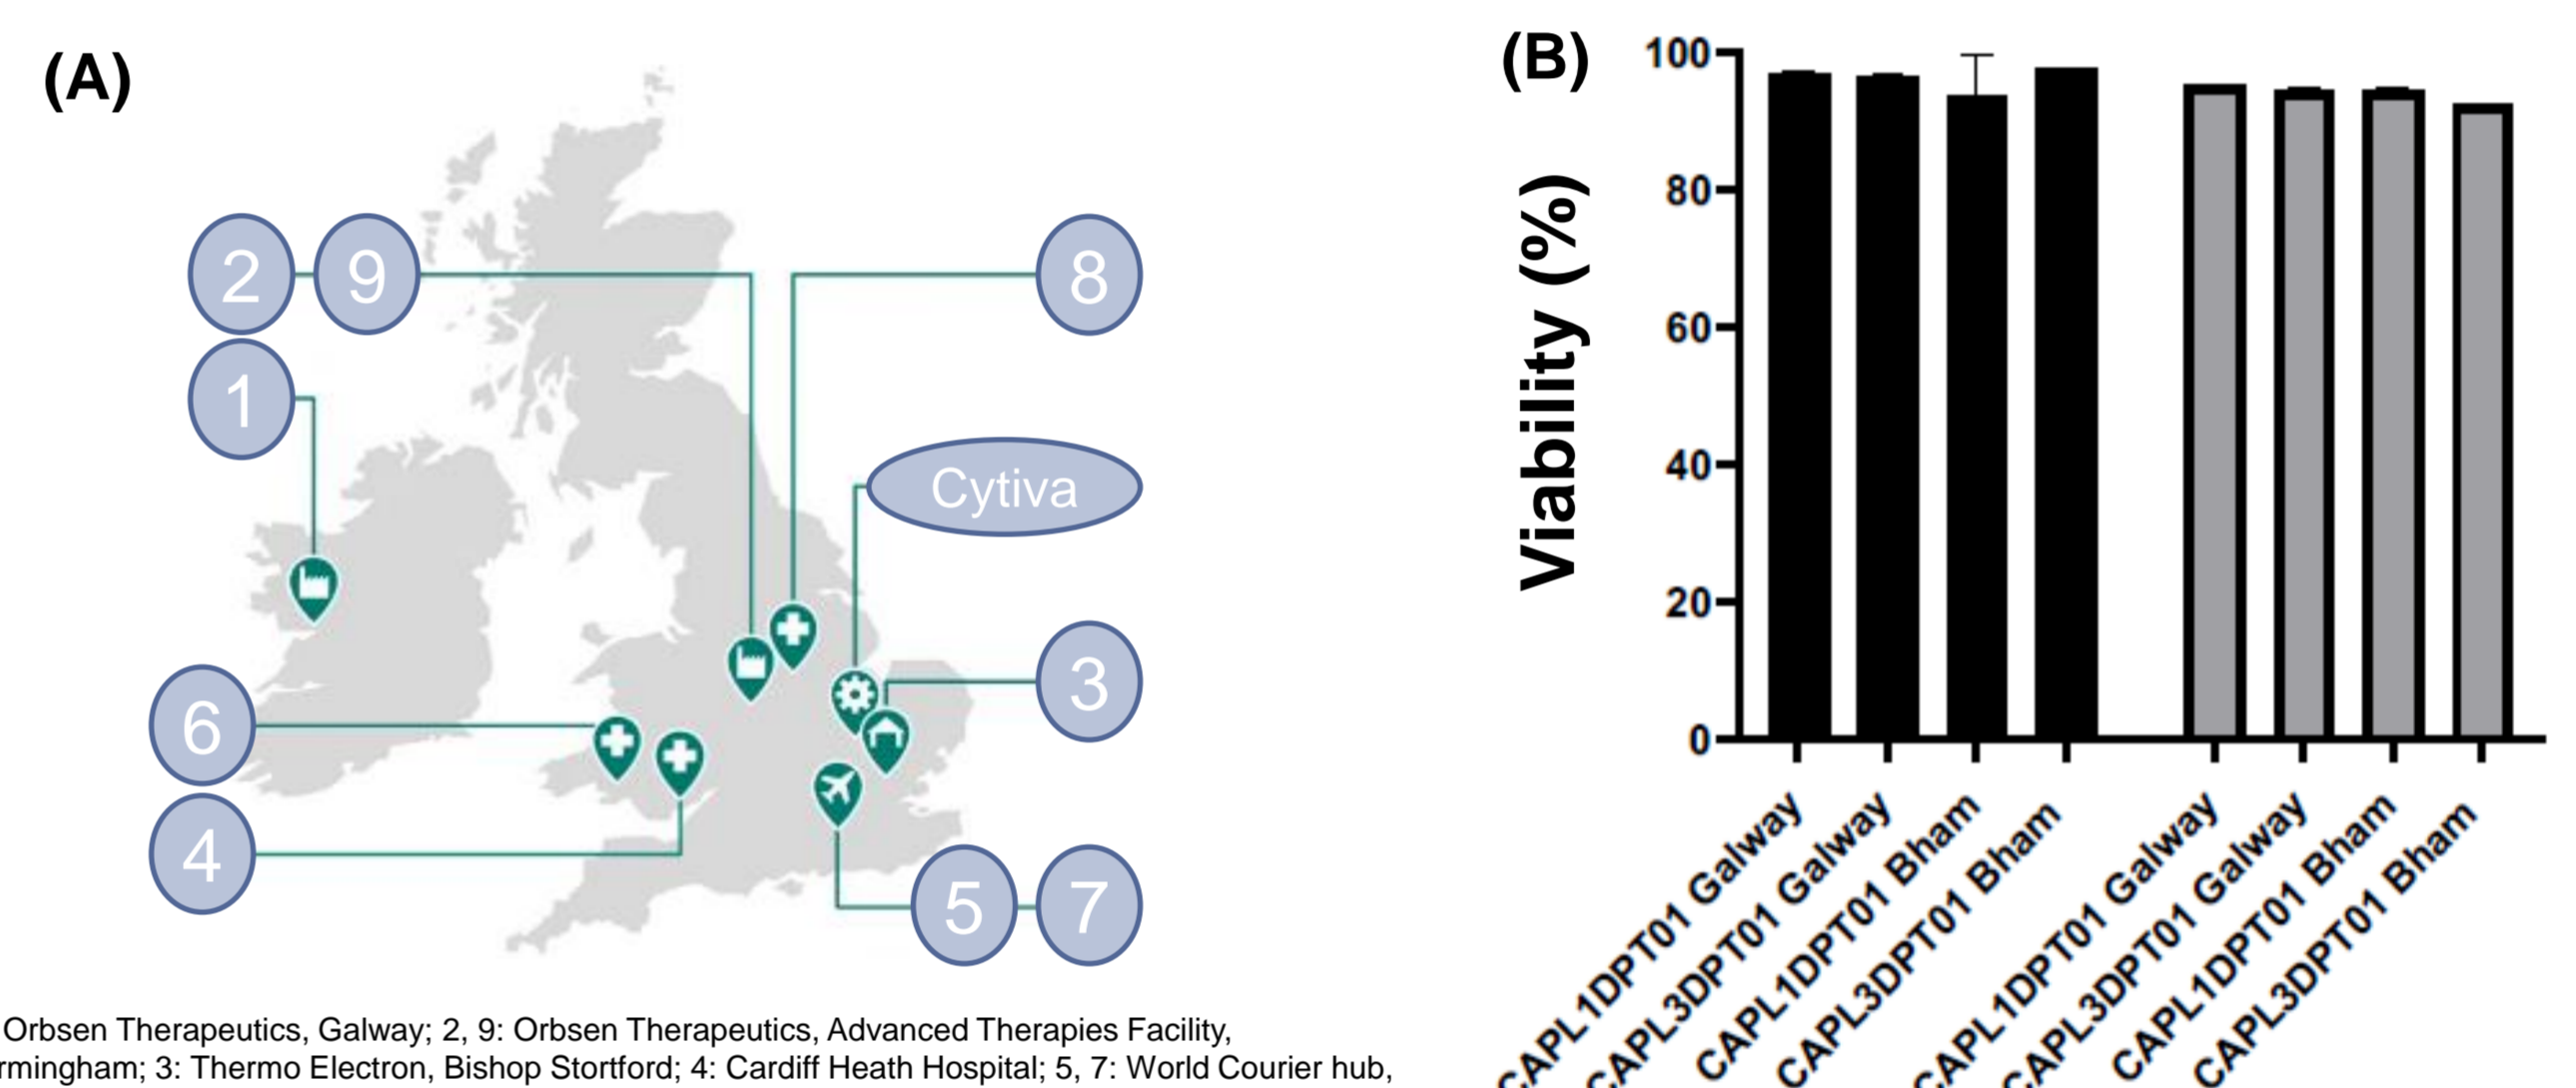 (A)
2
9
8
1
Cytiva
3
6
4
5
7
Orbsen Therapeutics, Galway; 2, 9: Orbsen Therapeutics, Advanced Therapies Facility,
rmingham; 3: Thermo Electron, Bishop Stortford; 4: Cardiff Heath Hospital; 5, 7: World Courier hub,
(B)
Viability (%)
100
80
60
40
20
0
CAPL1DPT01 Galway
CAPL3DPT01 Galway
CAPL1DPT01 Bham
CAPL3DPT01 Bham
CAPL1DPT01 Galway
CAPL3DPT01 Galway
CAPL1DPT01 Bham
CAPL3DPT01 Bham